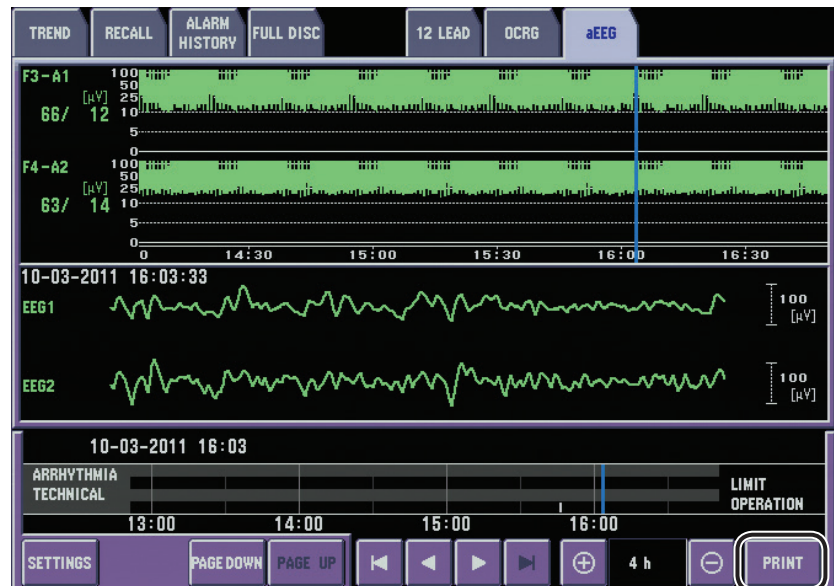 TREND RECALL ALARM HISTORY FULL DISC 12 LEAD OCRG aEEG
F3-A1 100
50
[μV] 25
66/ 12 10
5
0
F4-A2 100
50
[μV] 25
63/ 14 10
5
0
0 14:30 15:00 15:30 16:00 16:30
10-03-2011 16:03:33
EEG1 100
[μV]
EEG2 100
[μV]
10-03-2011 16:03
ARRHYTHMIA LIMIT
TECHNICAL OPERATION
13:00 14:00 15:00 16:00
SETTINGS PAGE DOWN PAGE UP 4 h PRINT